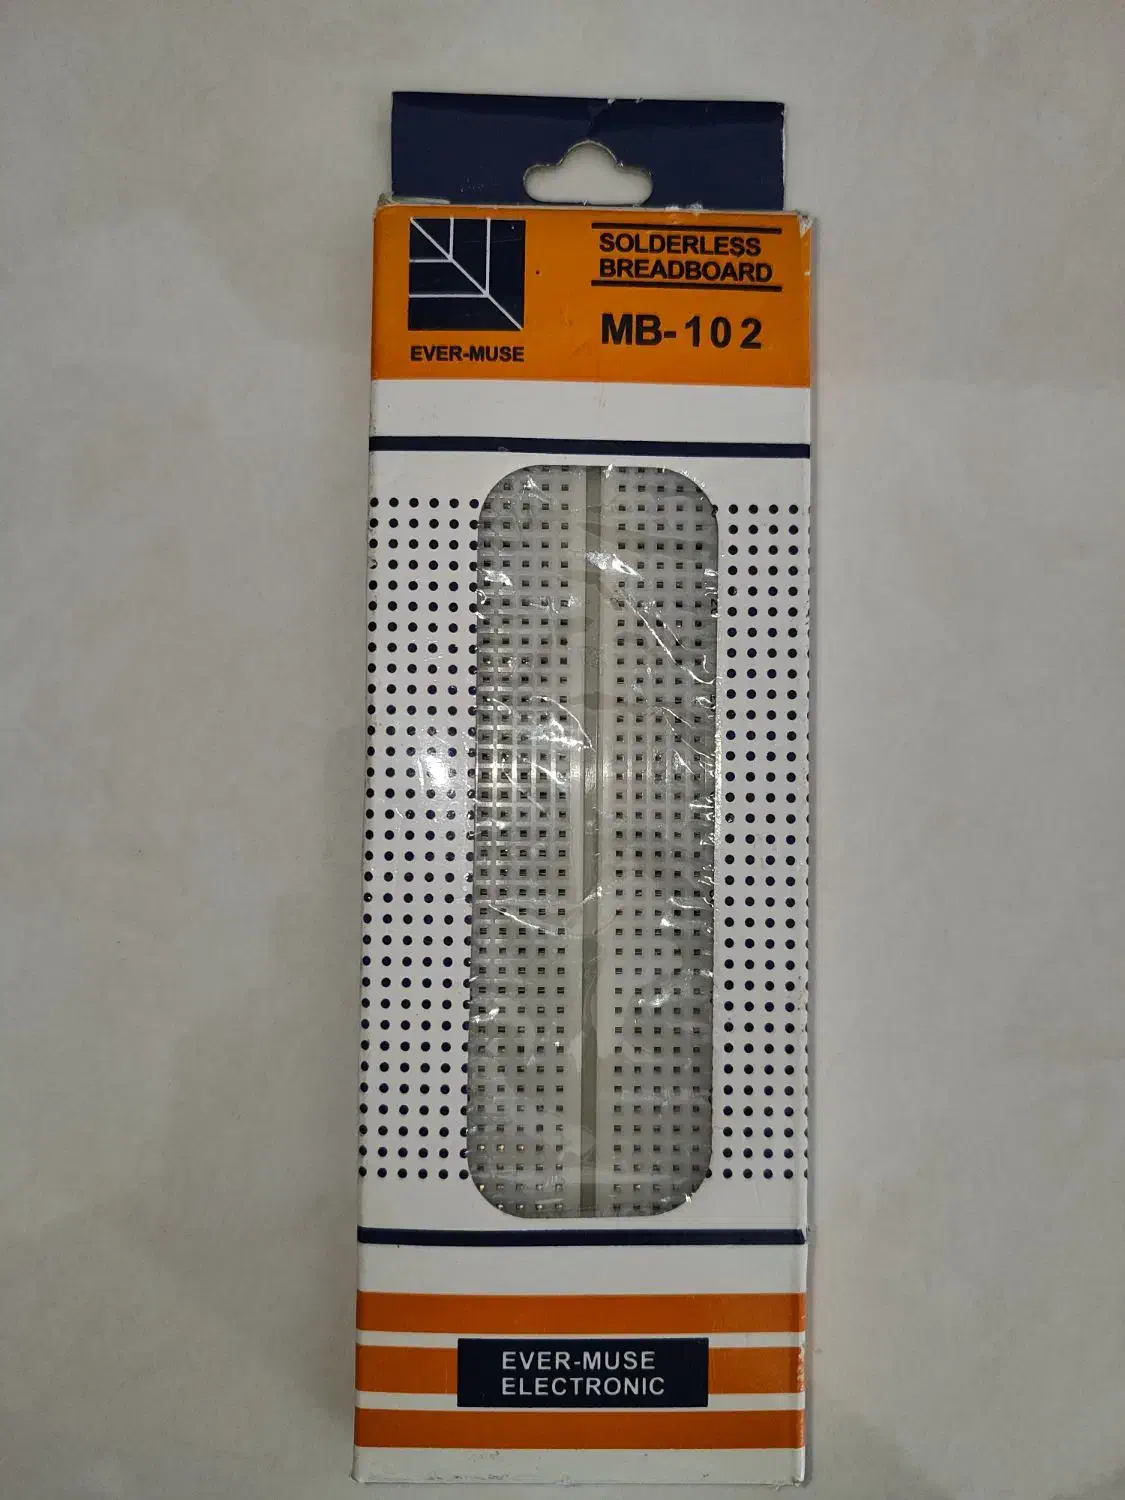 SOLDERLESS
BREADBOARD
MB-102
EVER-MUSE
EVER-MUSE
ELECTRONIC